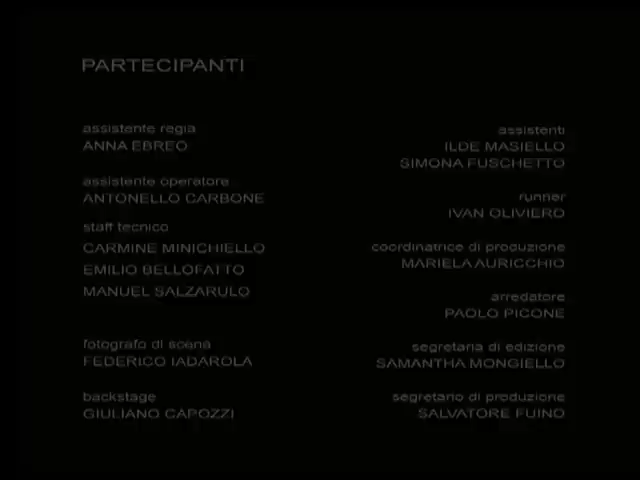 PARTECIPANTI
assistente regia
ANNA EBREO
assistente operatore
ANTONELLO CARBONE
staff tecnico
CARMINE MINICHIELLO
EMILIO BELLOFATTO
MANUEL SALZARULO
fotografo di scena
FEDERICO IADAROLA
backstage
GIULIANO CAPOZZI
assistenti
ILDE MASIELLO
SIMONA FUSCHETTO
runner
IVAN OLIVIERO
coordinatrice di produzione
MARIELA AURICCHIO
arredatore
PAOLO PICONE
segretaria di edizione
SAMANTHA MONGIELLO
segretario di produzione
SALVATORE FUINO